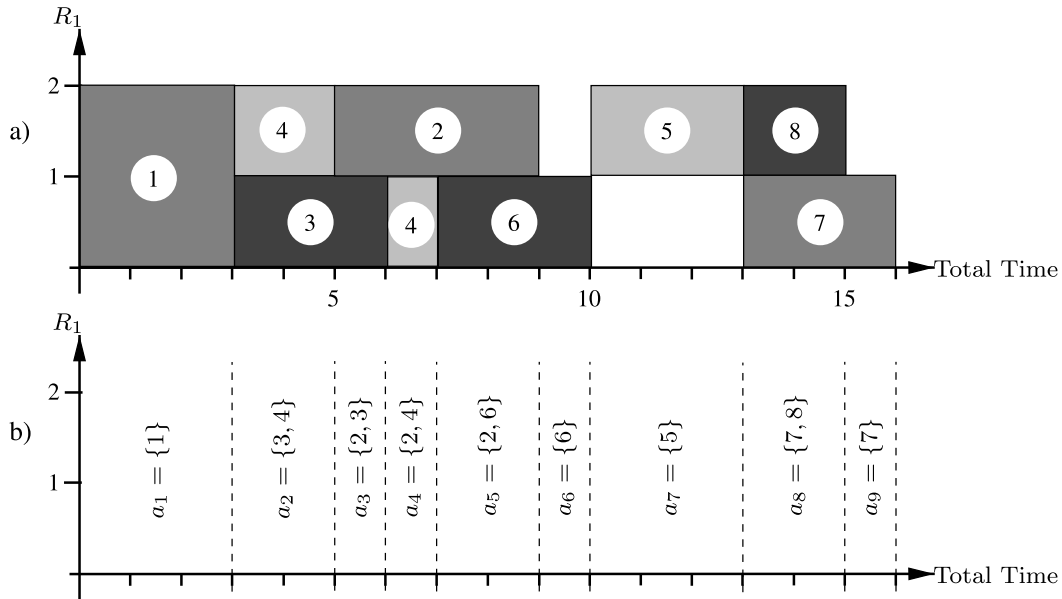 R₁
a)
2
1
1
4
2
3
4
6
5
8
7
5
10
15
Total Time
R₁
b)
2
1
a₁ = {1}
a₂ = {3, 4}
a₃ = {2, 3}
a₄ = {2, 4}
a₅ = {2, 6}
a₆ = {6}
a₇ = {5}
a₈ = {7, 8}
a₉ = {7}
Total Time